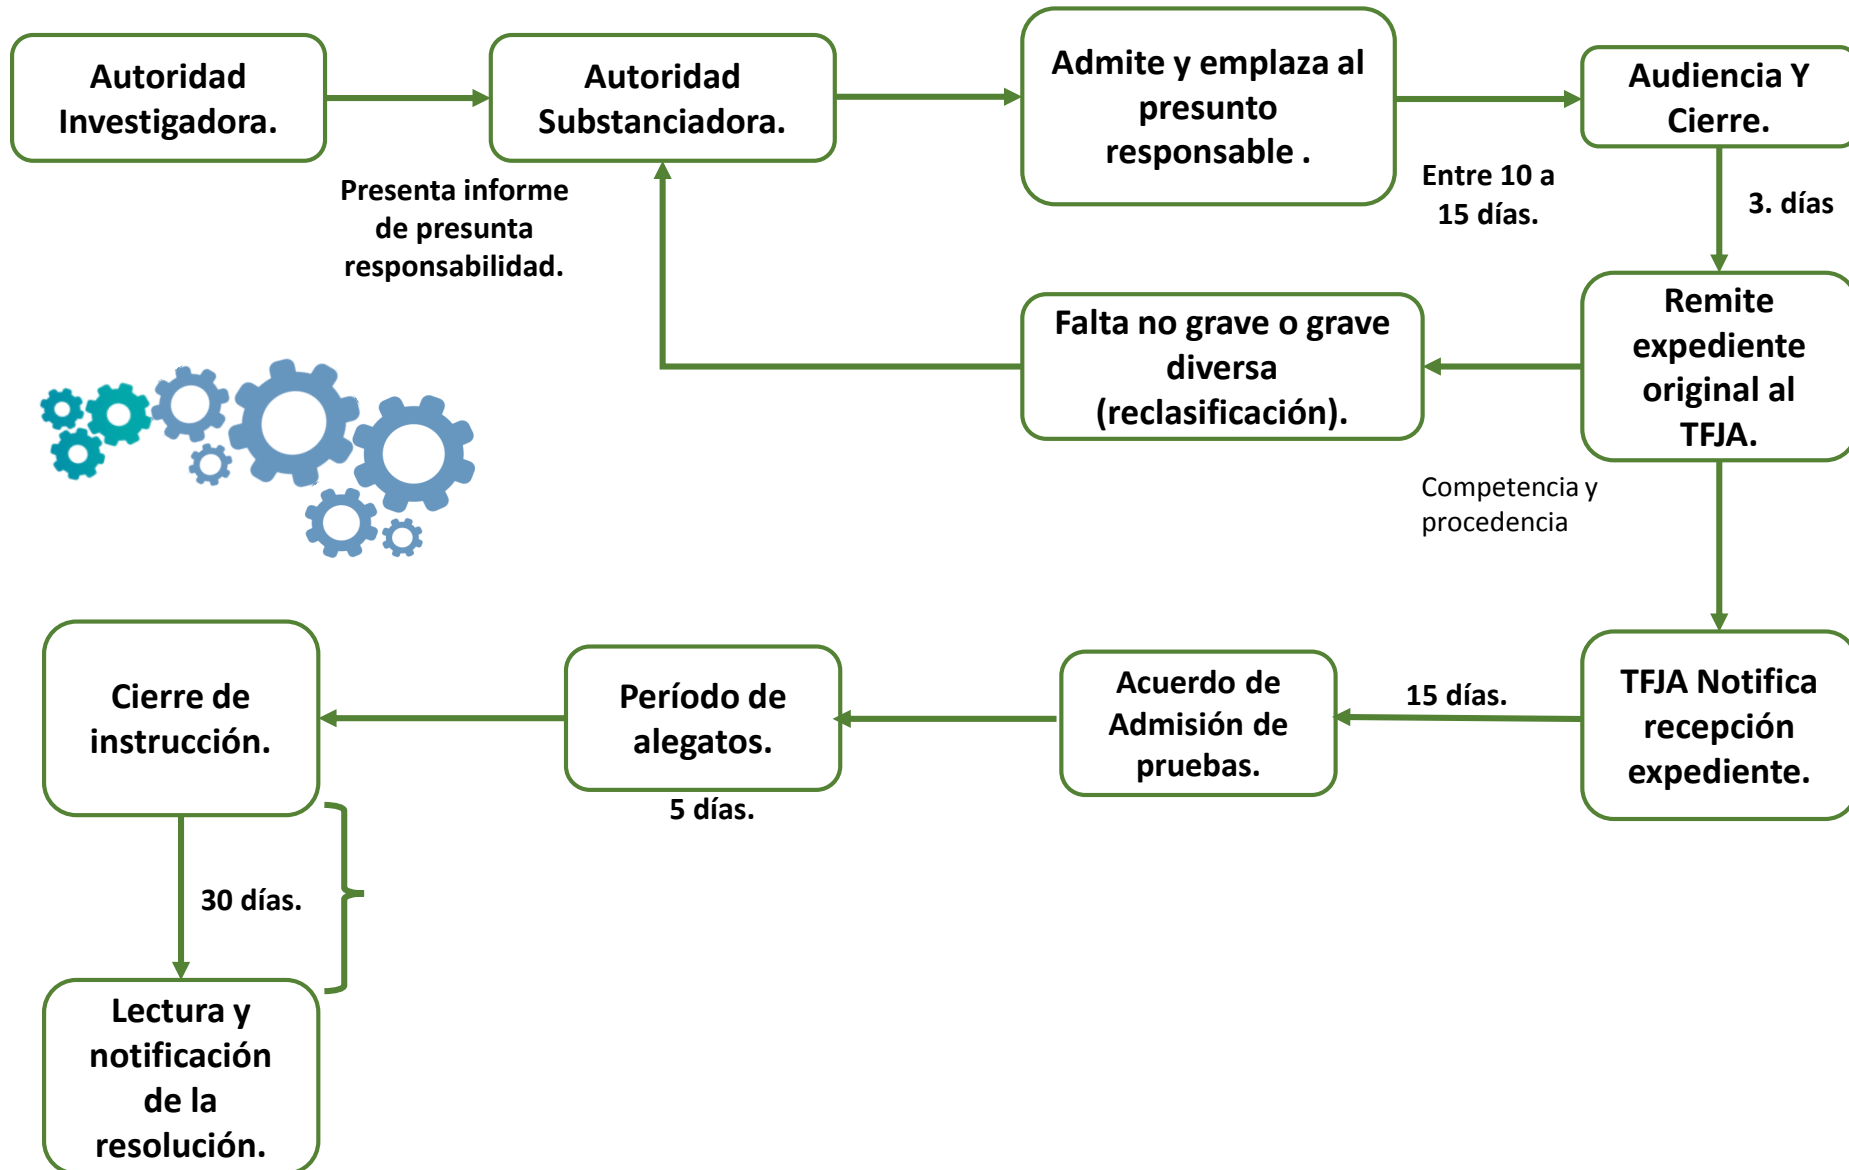 Autoridad
Investigadora.
Presenta informe
de presunta
responsabilidad.
Autoridad
Substanciadora.
Admite y emplaza al
presunto
responsable .
Entre 10 a
15 días.
Audiencia Y
Cierre.
3. días
Remite
expediente
original al
TFJA.
Falta no grave o grave
diversa
(reclasificación).
Competencia y
procedencia
TFJA Notifica
recepción
expediente.
15 días.
Acuerdo de
Admisión de
pruebas.
Período de
alegatos.
5 días.
Cierre de
instrucción.
30 días.
Lectura y
notificación
de la
resolución.